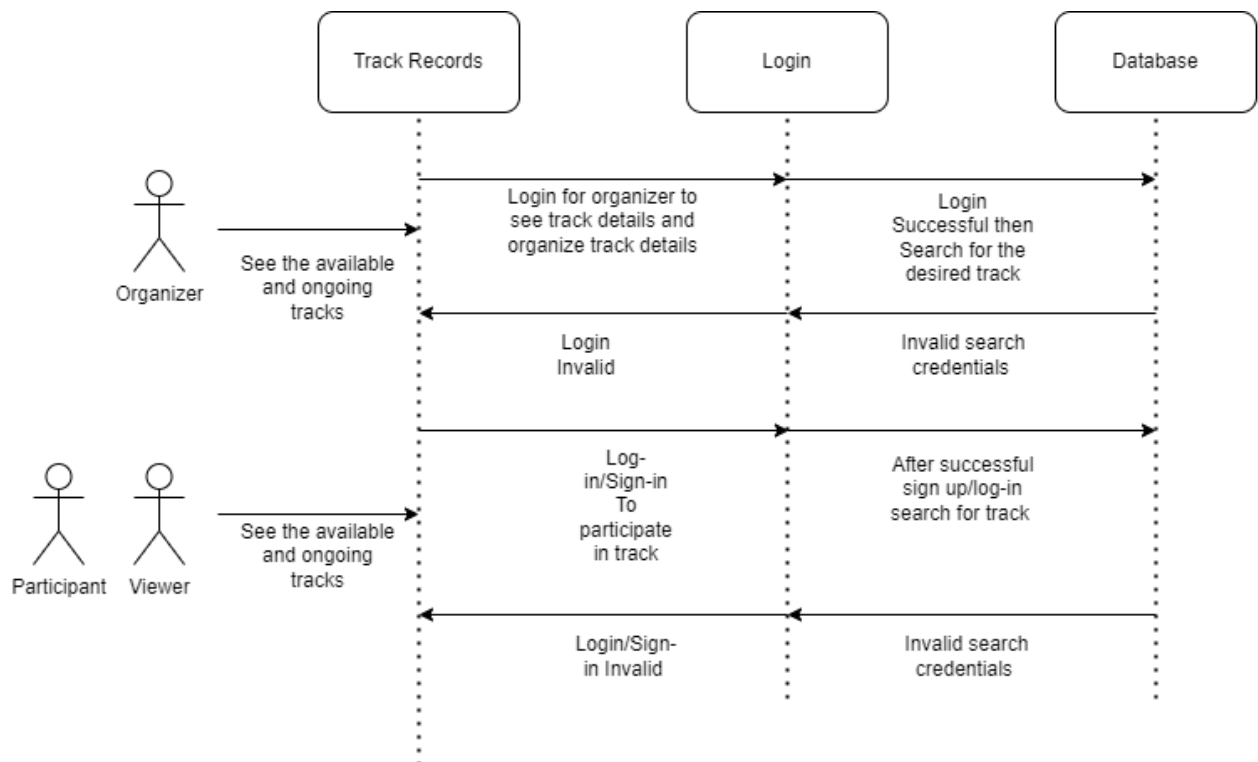 Track Records
Login
Database
Login for organizer to
see track details and
organize track details
Login
Successful then
Search for the
desired track
Organizer
See the available
and ongoing
tracks
Login
Invalid
Invalid search
credentials
Log-
in/Sign-in
To
participate
in track
After successful
sign up/log-in
search for track
Participant
Viewer
See the available
and ongoing
tracks
Login/Sign-
in Invalid
Invalid search
credentials